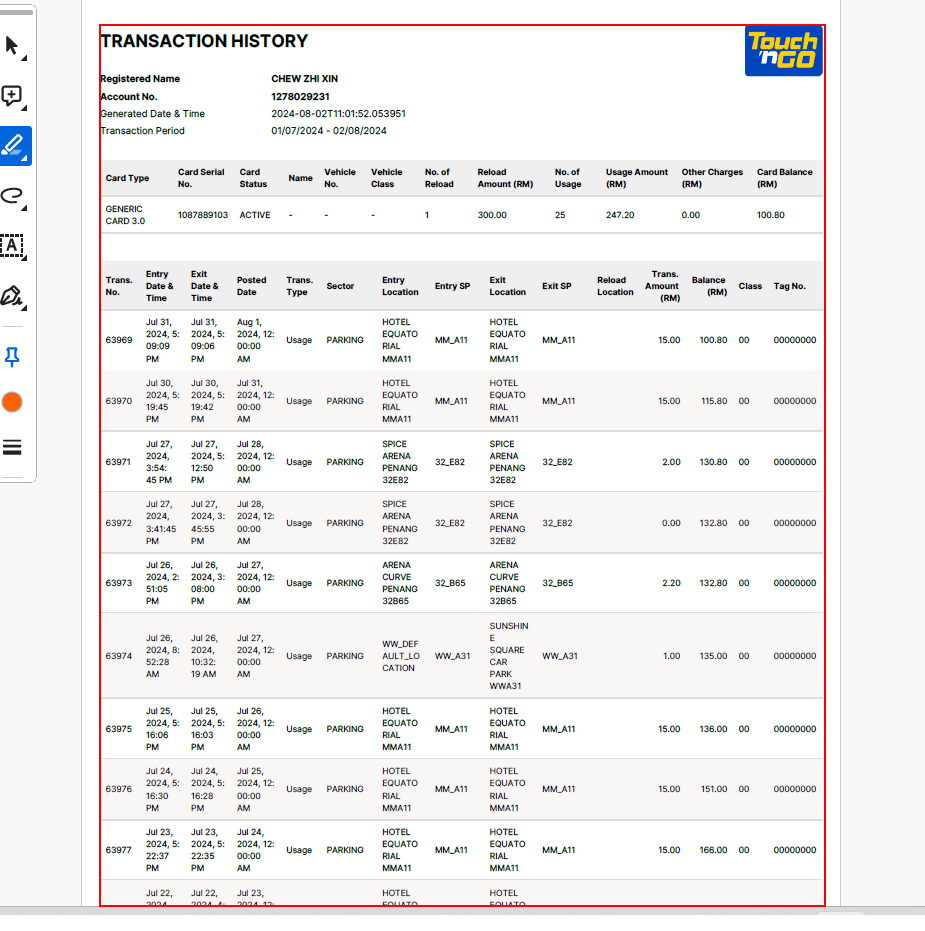 TRANSACTION HISTORY
Touch 'nGO
Registered Name CHEW ZHI XIN
Account No. 1278029231
Generated Date & Time 2024-08-02T11:01:52.053951
Transaction Period 01/07/2024 - 02/08/2024
Card Type Card Serial No. Card Status Name Vehicle No. Vehicle Class No. of Reload Reload Amount (RM) No. of Usage Usage Amount (RM) Other Charges (RM) Card Balance (RM)
GENERIC CARD 3.0 1087889103 ACTIVE - - - 1 300.00 25 247.20 0.00 100.80
Trans. No. Entry Date & Time Exit Date & Time Posted Date Trans. Type Sector Entry Location Entry SP Exit Location Exit SP Reload Location Trans. Amount (RM) Balance (RM) Class Tag No.
63969 Jul 31, 2024, 5:09:09 PM Jul 31, 2024, 5:09:06 PM Aug 1, 2024, 12:00:00 AM Usage PARKING HOTEL EQUATORIAL MMA11 MM_A11 HOTEL EQUATORIAL MMA11 MM_A11 15.00 100.80 00 00000000
63970 Jul 30, 2024, 5:19:45 PM Jul 30, 2024, 5:19:42 PM Jul 31, 2024, 12:00:00 AM Usage PARKING HOTEL EQUATORIAL MMA11 MM_A11 HOTEL EQUATORIAL MMA11 MM_A11 15.00 115.80 00 00000000
63971 Jul 27, 2024, 3:54:45 PM Jul 27, 2024, 5:12:50 PM Jul 28, 2024, 12:00:00 AM Usage PARKING SPICE ARENA PENANG 32E82 32_E82 SPICE ARENA PENANG 32E82 32_E82 2.00 130.80 00 00000000
63972 Jul 27, 2024, 3:41:45 PM Jul 27, 2024, 3:45:55 PM Jul 28, 2024, 12:00:00 AM Usage PARKING SPICE ARENA PENANG 32E82 32_E82 SPICE ARENA PENANG 32E82 32_E82 0.00 132.80 00 00000000
63973 Jul 26, 2024, 2:51:05 PM Jul 26, 2024, 3:08:00 PM Jul 27, 2024, 12:00:00 AM Usage PARKING ARENA CURVE PENANG 32B65 32_B65 ARENA CURVE PENANG 32B65 32_B65 2.20 132.80 00 00000000
63974 Jul 26, 2024, 8:52:28 AM Jul 26, 2024, 10:32:19 AM Jul 27, 2024, 12:00:00 AM Usage PARKING WW_DEFAULT_LOCATION WW_A31 SUNSHINE SQUARE CAR PARK WWA31 WW_A31 1.00 135.00 00 00000000
63975 Jul 25, 2024, 5:16:06 PM Jul 25, 2024, 5:16:03 PM Jul 26, 2024, 12:00:00 AM Usage PARKING HOTEL EQUATORIAL MMA11 MM_A11 HOTEL EQUATORIAL MMA11 MM_A11 15.00 136.00 00 00000000
63976 Jul 24, 2024, 5:16:30 PM Jul 24, 2024, 5:16:28 PM Jul 25, 2024, 12:00:00 AM Usage PARKING HOTEL EQUATORIAL MMA11 MM_A11 HOTEL EQUATORIAL MMA11 MM_A11 15.00 151.00 00 00000000
63977 Jul 23, 2024, 5:22:37 PM Jul 23, 2024, 5:22:35 PM Jul 24, 2024, 12:00:00 AM Usage PARKING HOTEL EQUATORIAL MMA11 MM_A11 HOTEL EQUATORIAL MMA11 MM_A11 15.00 166.00 00 00000000
Jul 22, Jul 22, Jul 23, HOTEL HOTEL